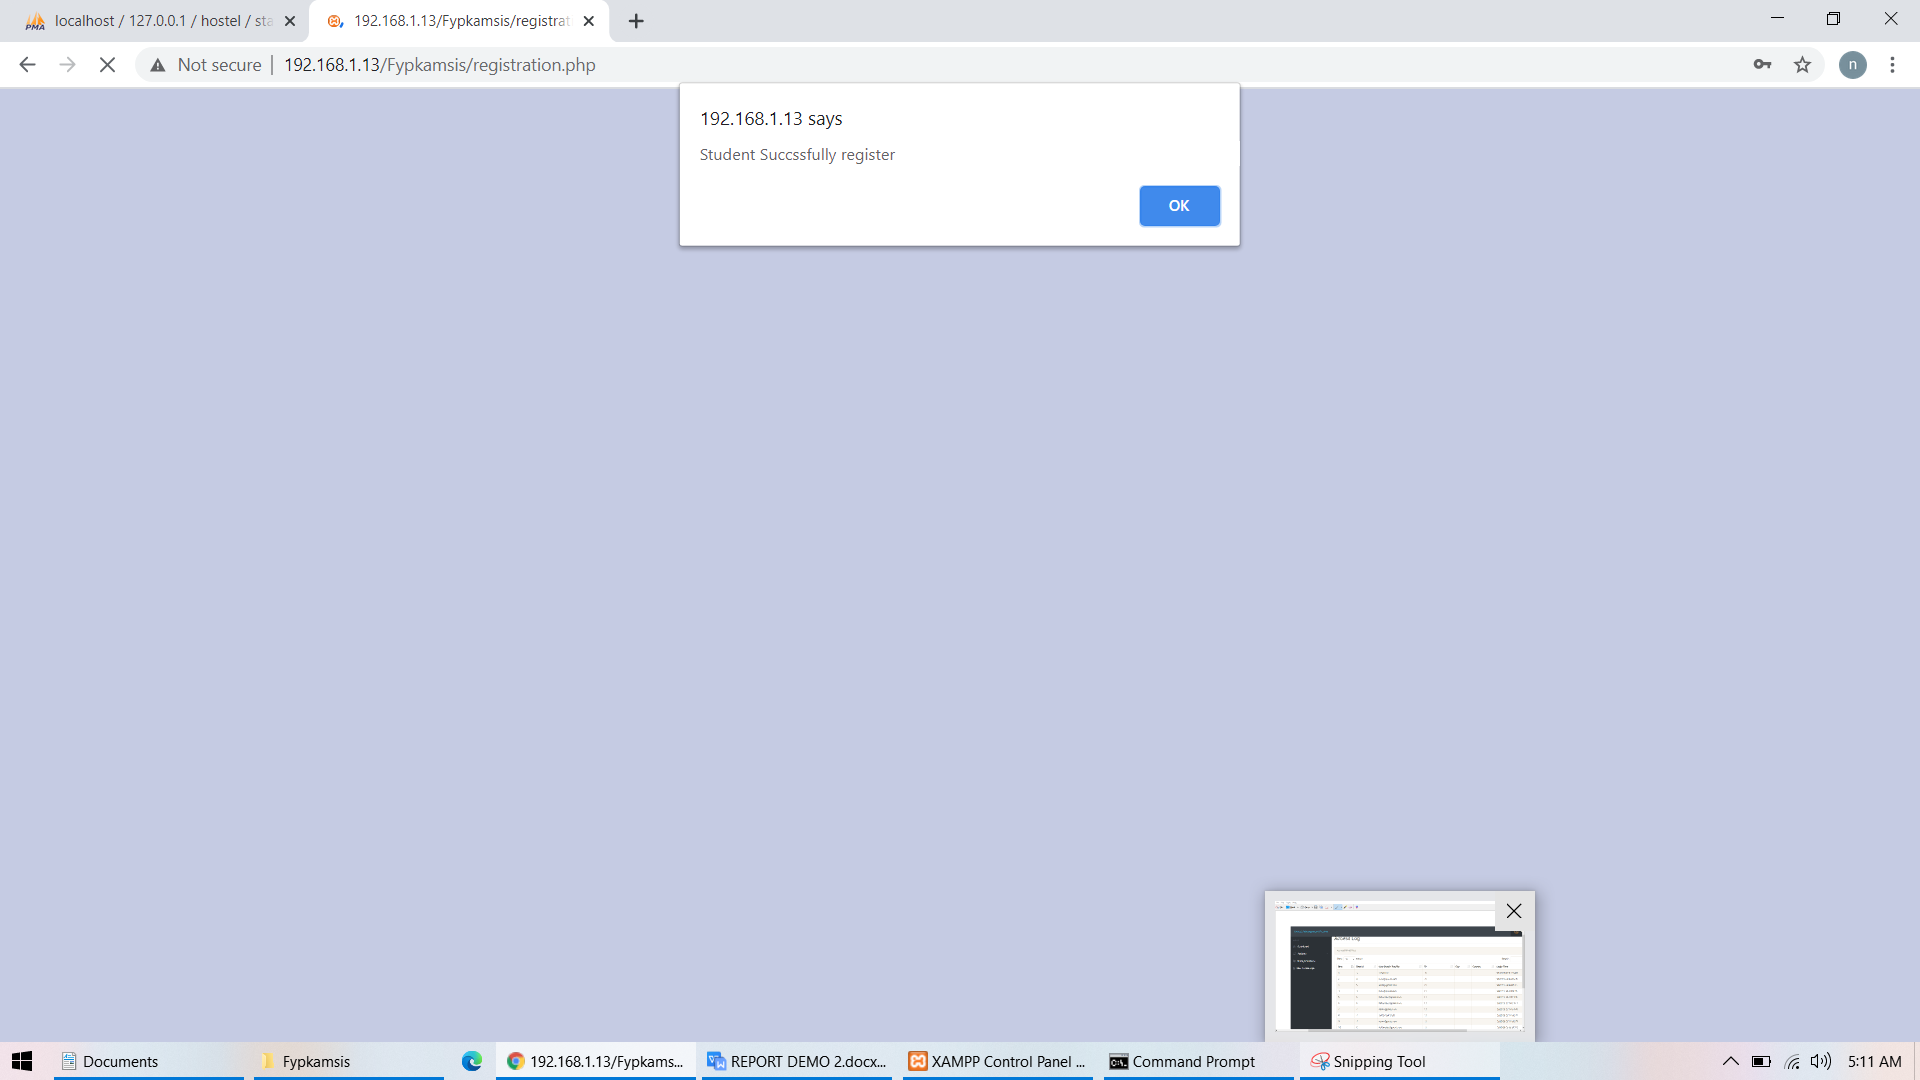 localhost / 127.0.0.1 / hostel / sta
192.168.1.13/Fypkamsis/registrat
Not secure
192.168.1.13/Fypkamsis/registration.php
n
192.168.1.13 says
Student Succssfully register
OK
Documents
Fypkamsis
192.168.1.13/Fypkams...
REPORT DEMO 2.docx...
XAMPP Control Panel ...
Command Prompt
Snipping Tool
5:11 AM